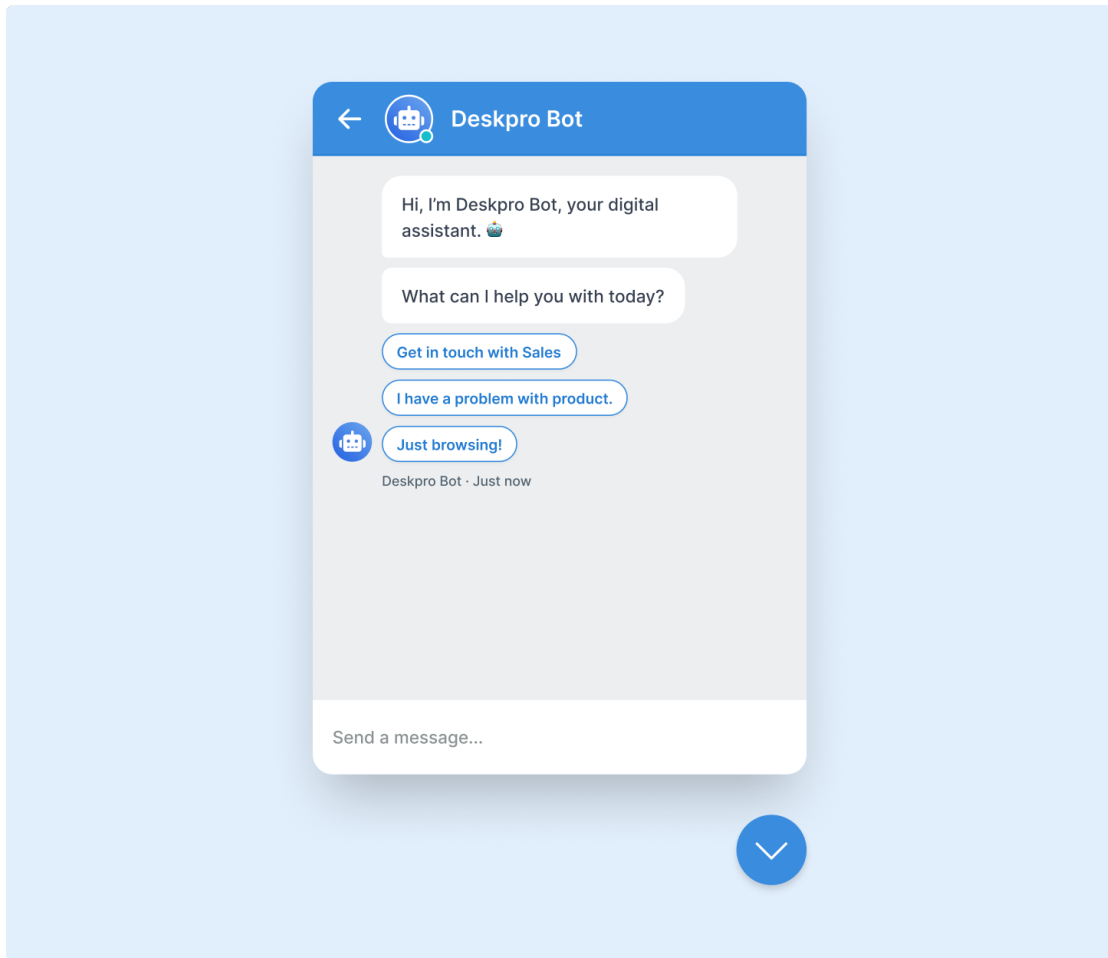 Deskpro Bot
Hi, I’m Deskpro Bot, your digital
assistant. 🤖
What can I help you with today?
Get in touch with Sales
I have a problem with product.
Just browsing!
Deskpro Bot · Just now
Send a message...